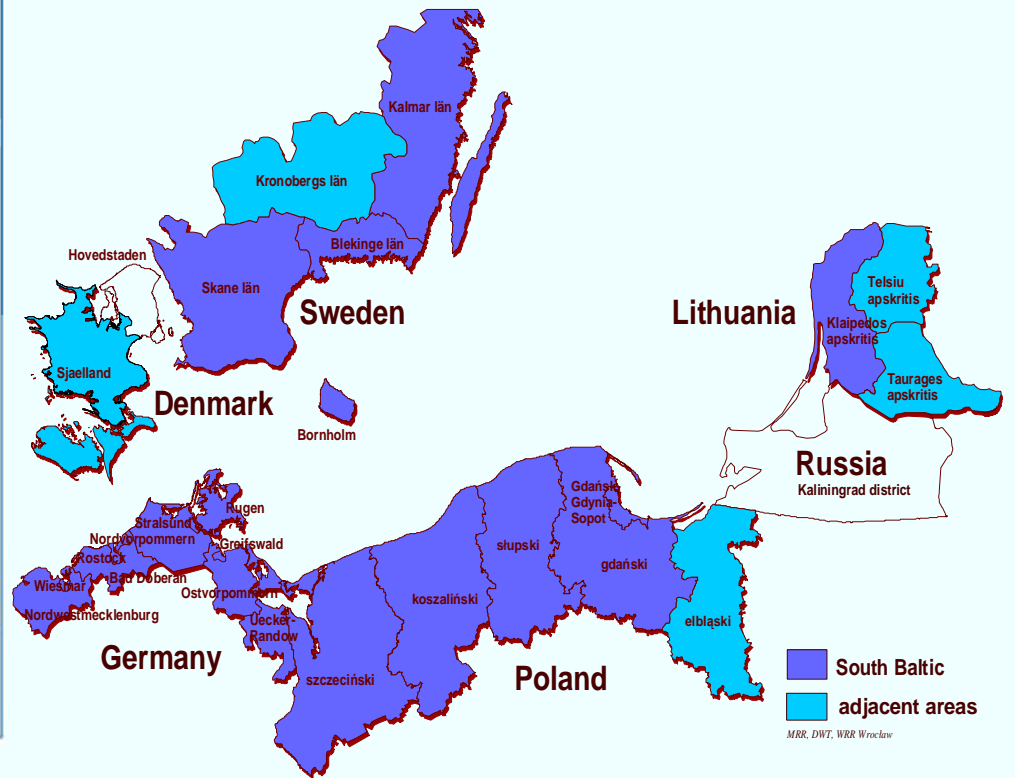 Kalmar län
Kronobergs län
Blekinge län
Hovedstaden
Skane län
Sweden
Lithuania
Telsiu
apskritis
Klaipedos
apskritis
Taurages
apskritis
Sjaelland
Denmark
Bornholm
Russia
Kaliningrad district
Rugen
Stralsund
Nordvorpommern
Greifswald
Rostock
Bad Doberan
Wiesmar
Ostvorpommern
Nordwestmecklenburg
Uecker-
Randow
Germany
Gdańsk-
Gdynia-
Sopot
słupski
gdański
koszaliński
elbląski
szczeciński
Poland
South Baltic
adjacent areas
MRR, DWT, WRR Wroclaw